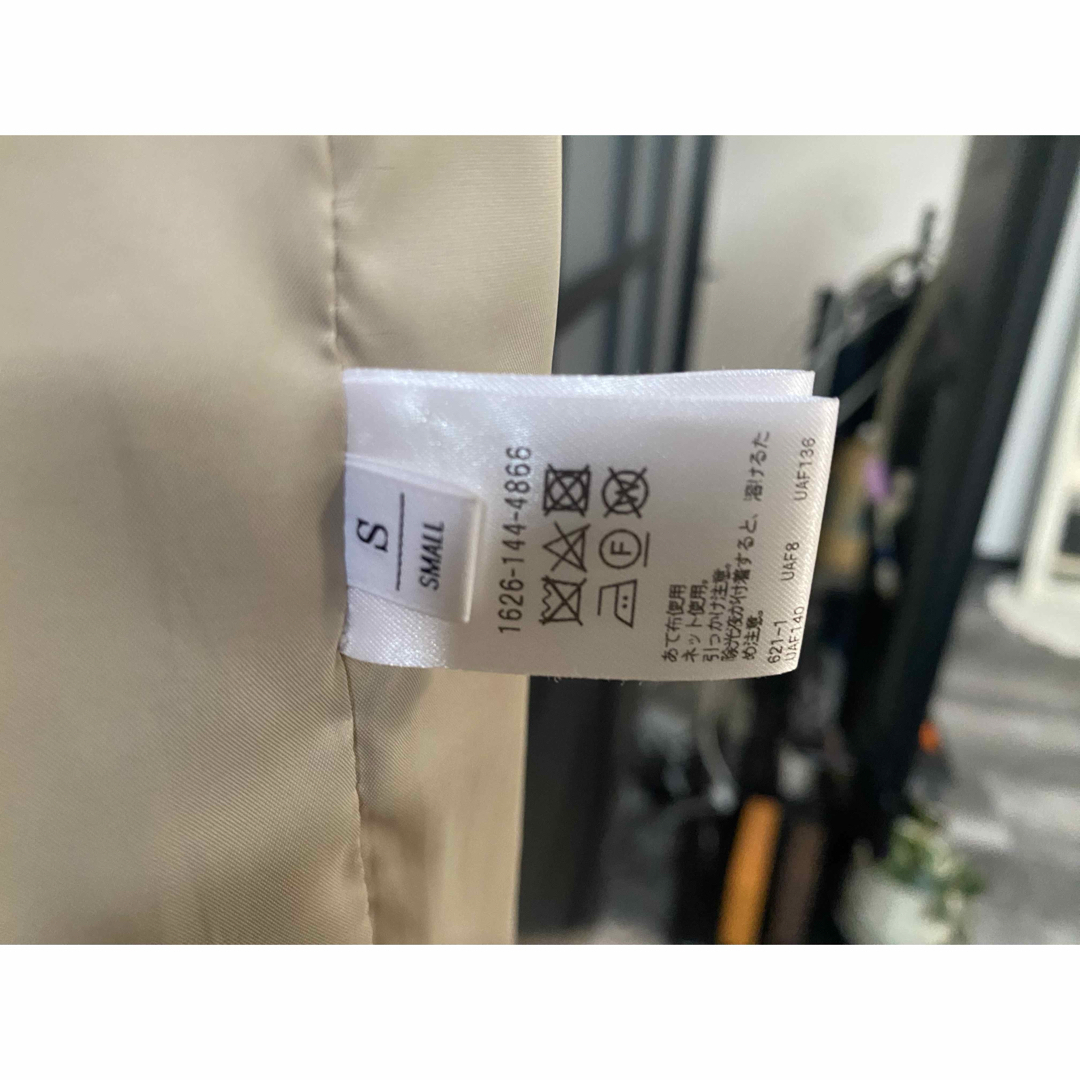 S
SMALL
1626-144-4866
F
W
あて布使用
ネット使用。
引っかけ注意。
除光液が付着すると、溶けるた
め注意。
621-1
UAF140 UAF8 UAF136